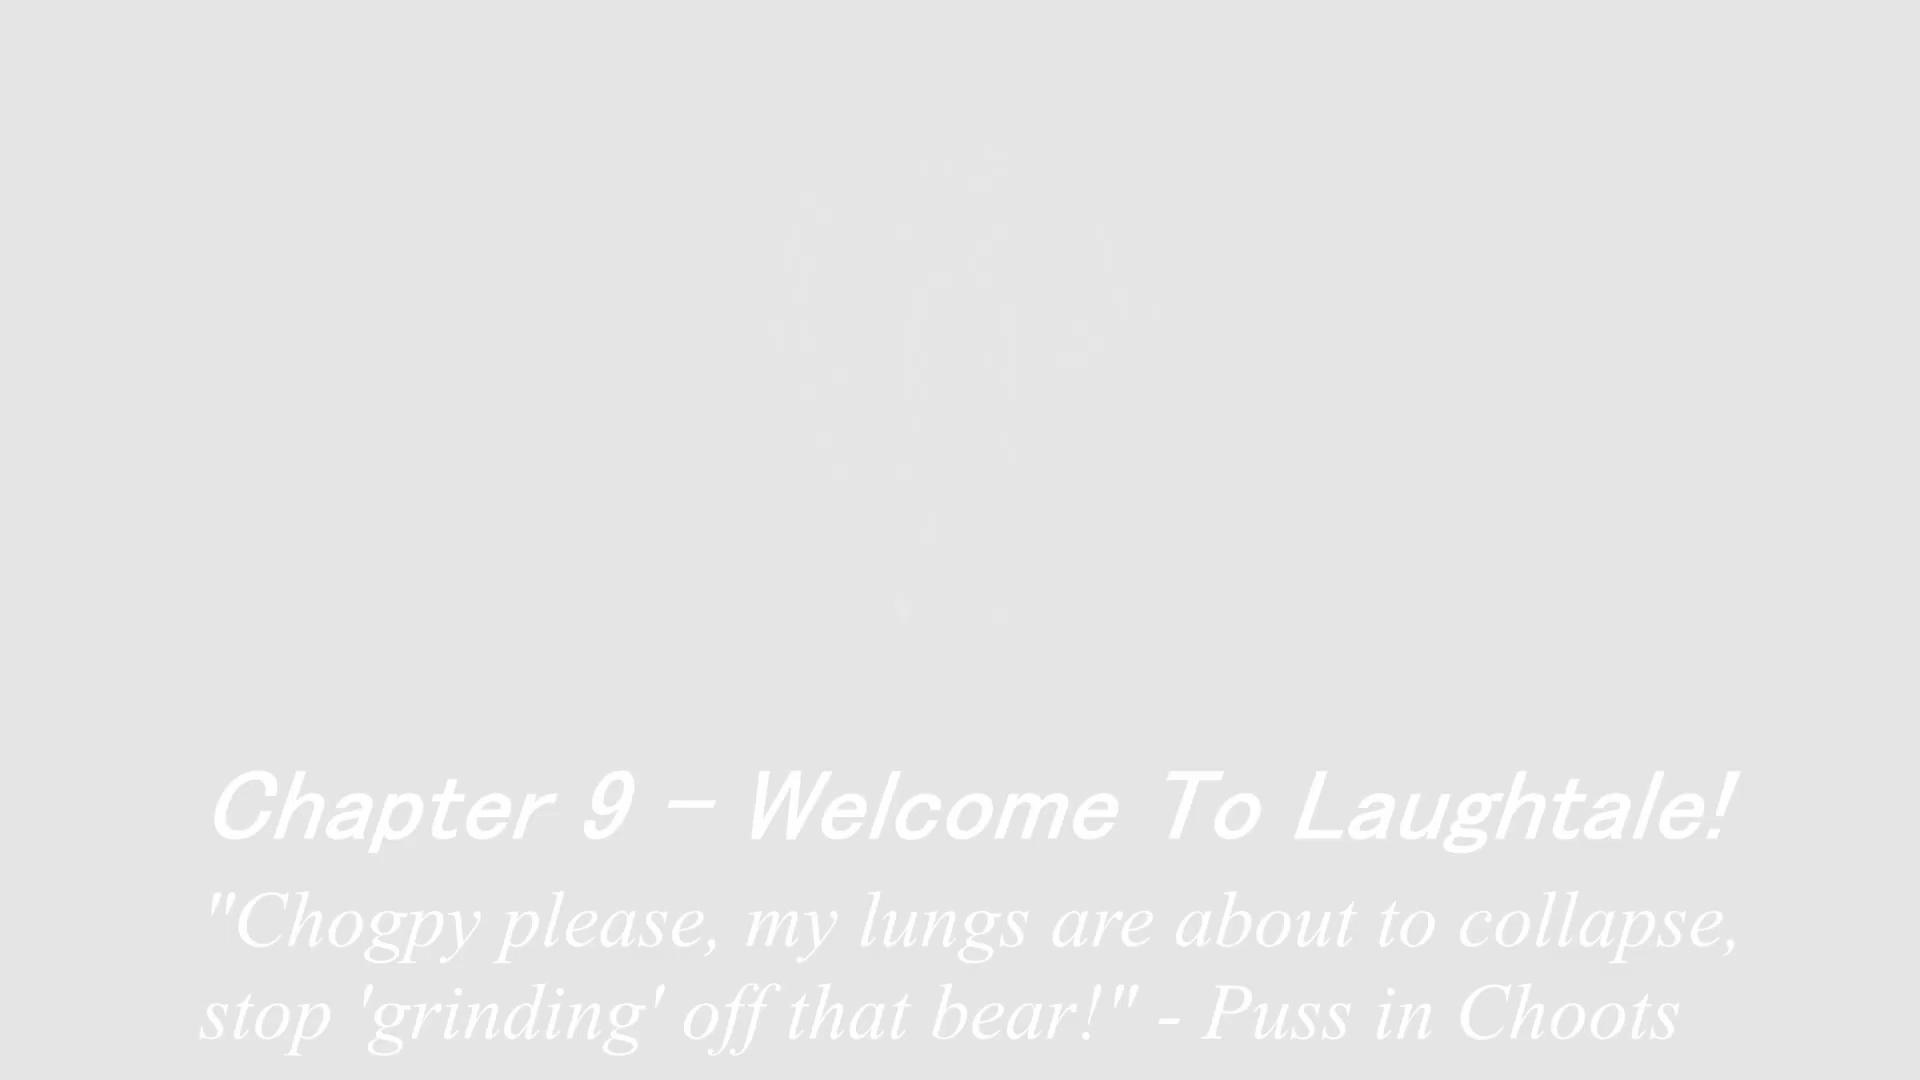 Chapter 9 - Welcome To Laughtale!
"Chogpy please, my lungs are about to collapse,
stop 'grinding' off that bear!" - Puss in Choots